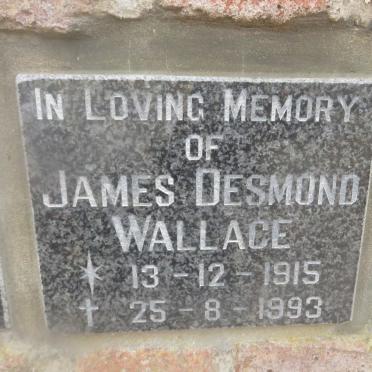 IN LOVING MEMORY
OF
JAMES DESMOND
WALLACE
13 - 12 - 1915
† 25 - 8 - 1993